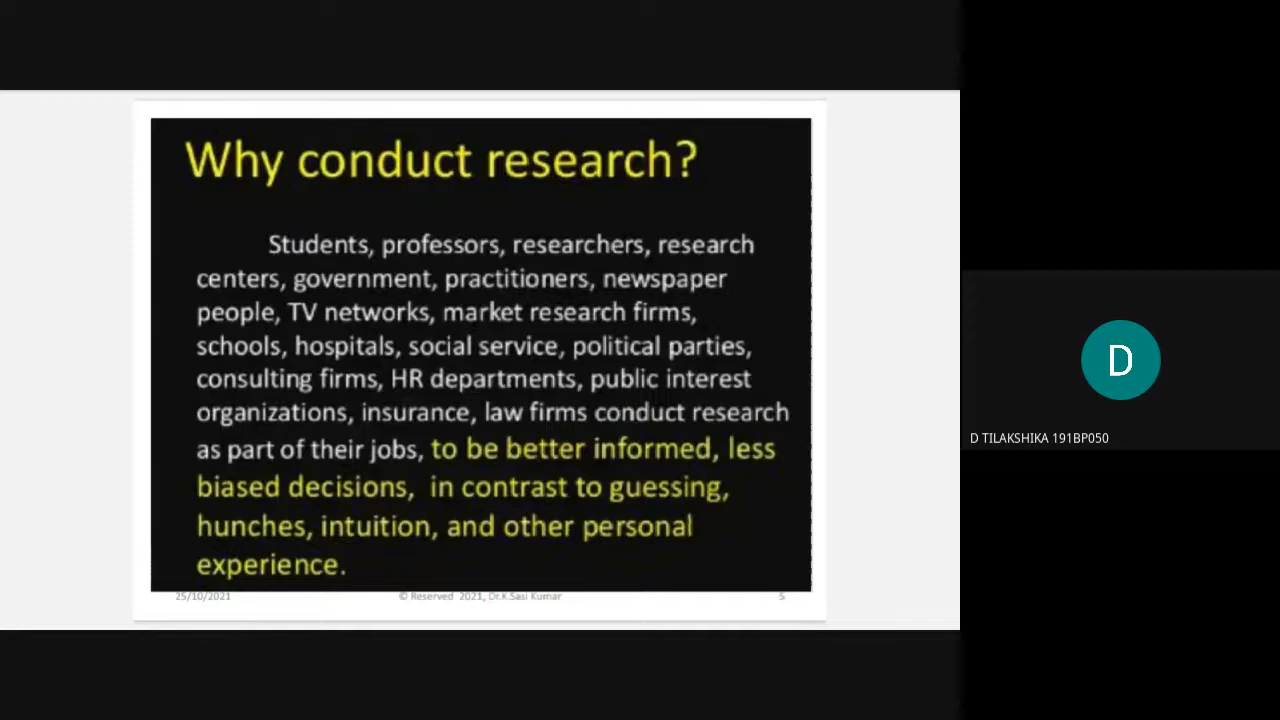 Why conduct research?
Students, professors, researchers, research
centers, government, practitioners, newspaper
people, TV networks, market research firms,
schools, hospitals, social service, political parties,
consulting firms, HR departments, public interest
organizations, insurance, law firms conduct research
as part of their jobs, to be better informed, less
biased decisions, in contrast to guessing,
hunches, intuition, and other personal
experience.
25/10/2021 © Reserved 2021, Dr.K.Sasi Kumar 5
D
D TILAKSHIKA 191BP050